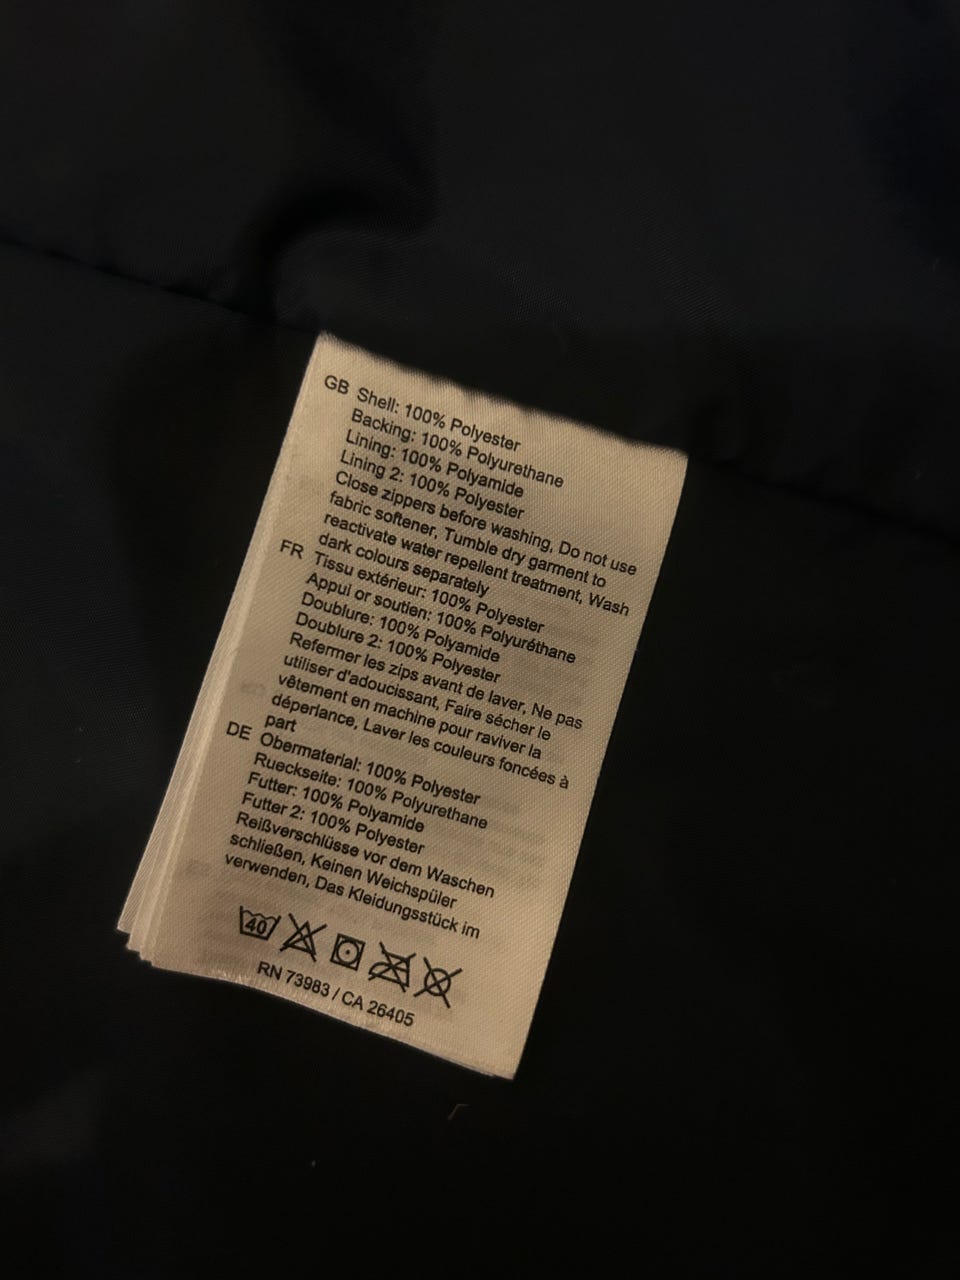 GB Shell: 100% Polyester
Backing: 100% Polyurethane
Lining: 100% Polyamide
Lining 2: 100% Polyester
Close zippers before washing, Do not use
fabric softener, Tumble dry garment to
reactivate water repellent treatment, Wash
dark colours separately
FR Tissu extérieur: 100% Polyester
Appui or soutien: 100% Polyuréthane
Doublure: 100% Polyamide
Doublure 2: 100% Polyester
Refermer les zips avant de laver, Ne pas
utiliser d'adoucissant, Faire sécher le
vêtement en machine pour raviver la
déperlance, Laver les couleurs foncées à
part
DE Obermaterial: 100% Polyester
Rueckseite: 100% Polyurethane
Futter: 100% Polyamide
Futter 2: 100% Polyester
Reißverschlüsse vor dem Waschen
schließen, Keinen Weichspüler
verwenden, Das Kleidungsstück im
40
RN 73983 / CA 26405